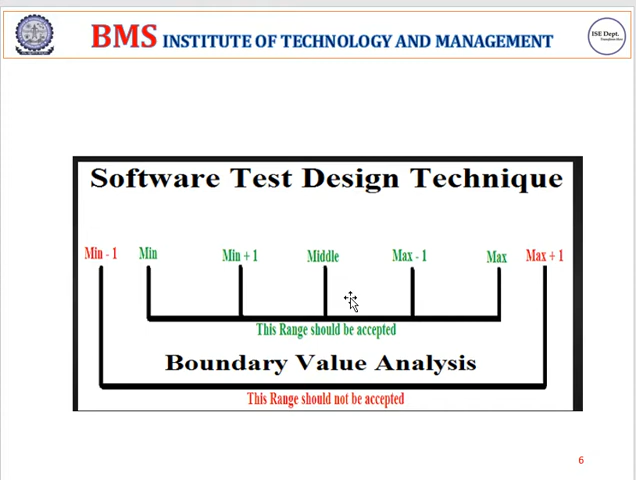 BMS INSTITUTE OF TECHNOLOGY AND MANAGEMENT
ISE Dept.
Software Test Design Technique
Min - 1 Min Min + 1 Middle Max - 1 Max Max + 1
This Range should be accepted
Boundary Value Analysis
This Range should not be accepted
6